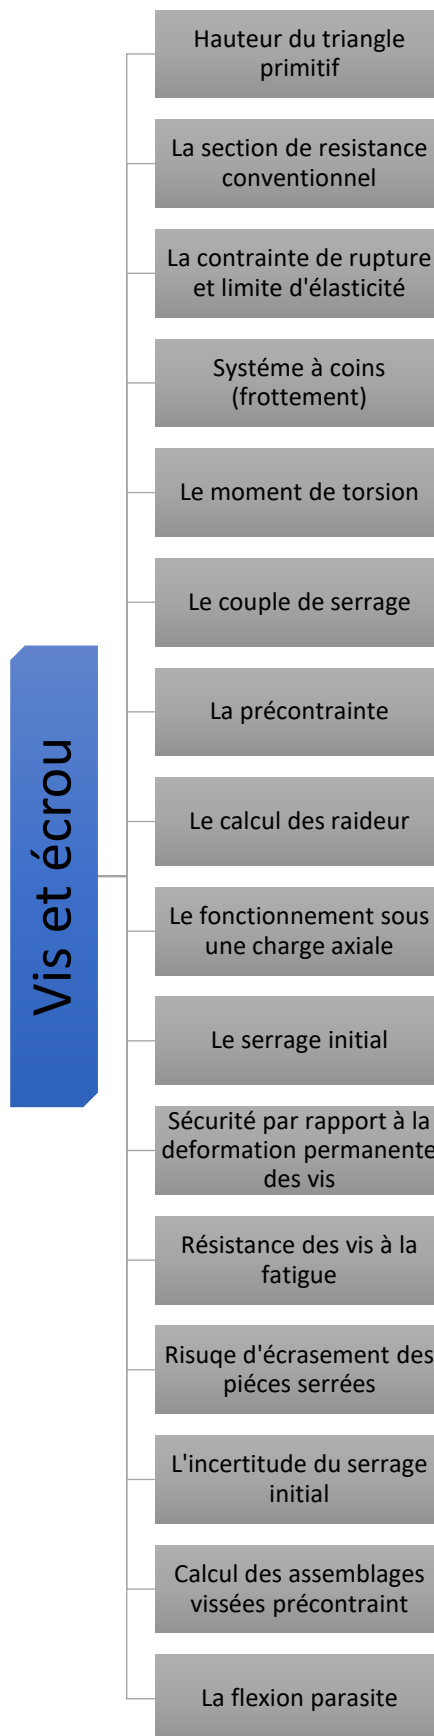 Vis et écrou
Hauteur du triangle
primitif
La section de resistance
conventionnel
La contrainte de rupture
et limite d'élasticité
Systéme à coins
(frottement)
Le moment de torsion
Le couple de serrage
La précontrainte
Le calcul des raideur
Le fonctionnement sous
une charge axiale
Le serrage initial
Sécurité par rapport à la
deformation permanente
des vis
Résistance des vis à la
fatigue
Risuqe d'écrasement des
piéces serrées
L'incertitude du serrage
initial
Calcul des assemblages
vissées précontraint
La flexion parasite